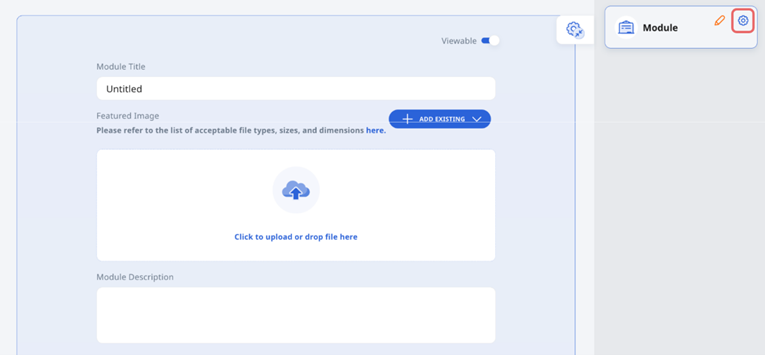 Viewable
Module Title
Untitled
Featured Image
Please refer to the list of acceptable file types, sizes, and dimensions here.
ADD EXISTING
Click to upload or drop file here
Module Description
Module